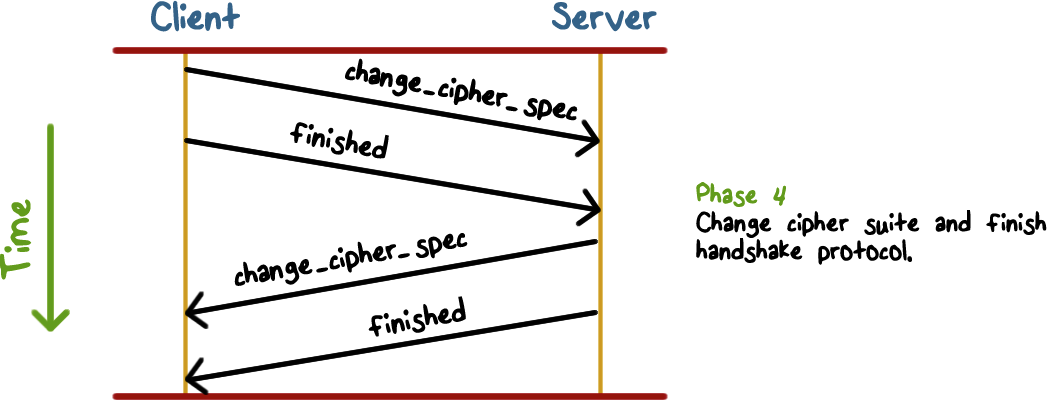 Client
Server
change_cipher_spec
finished
change_cipher_spec
finished
Time
Phase 4
Change cipher suite and finish
handshake protocol.